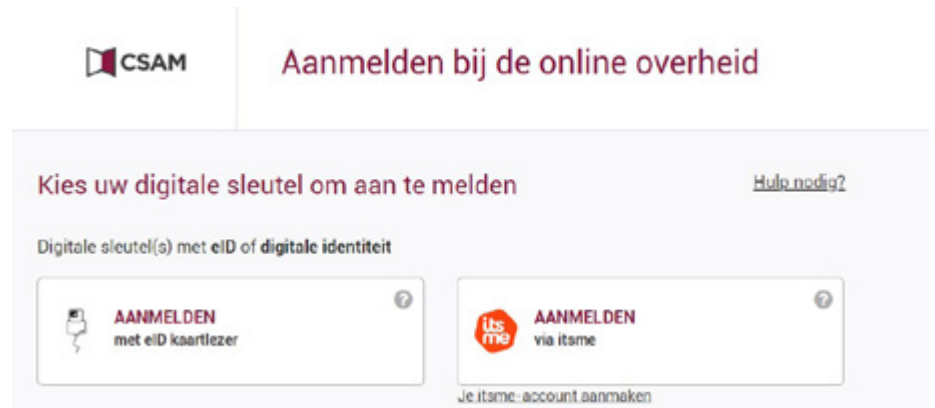 CSAM
Aanmelden bij de online overheid
Kies uw digitale sleutel om aan te melden
Hulp nodig?
Digitale sleutel(s) met eID of digitale identiteit
?
AANMELDEN
met eID kaartlezer
?
its
me
AANMELDEN
via itsme
Je itsme-account aanmaken